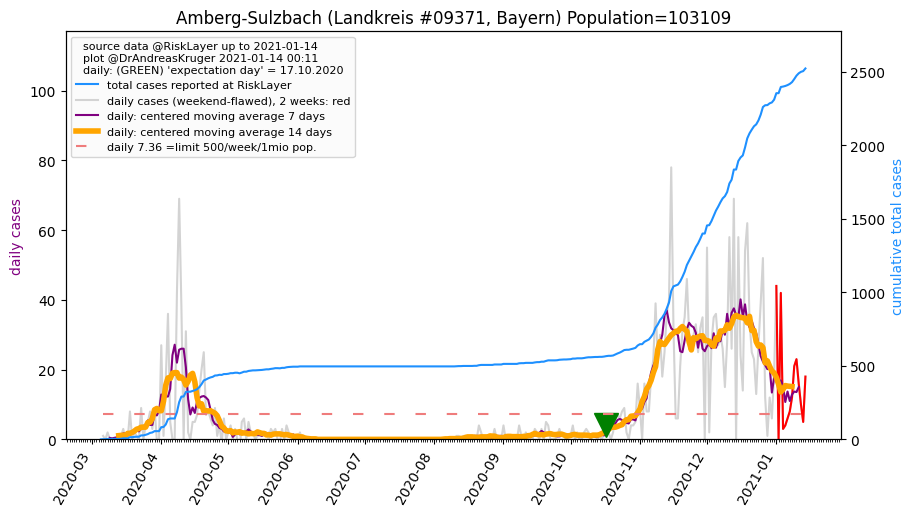 Amberg-Sulzbach (Landkreis #09371, Bayern) Population=103109
source data @RiskLayer up to 2021-01-14
plot @DrAndreasKruger 2021-01-14 00:11
daily: (GREEN) 'expectation day' = 17.10.2020
total cases reported at RiskLayer
daily cases (weekend-flawed), 2 weeks: red
daily: centered moving average 7 days
daily: centered moving average 14 days
daily 7.36 =limit 500/week/1mio pop.
daily cases
100
80
60
40
20
0
cumulative total cases
2500
2000
1500
1000
500
0
2020-03
2020-04
2020-05
2020-06
2020-07
2020-08
2020-09
2020-10
2020-11
2020-12
2021-01